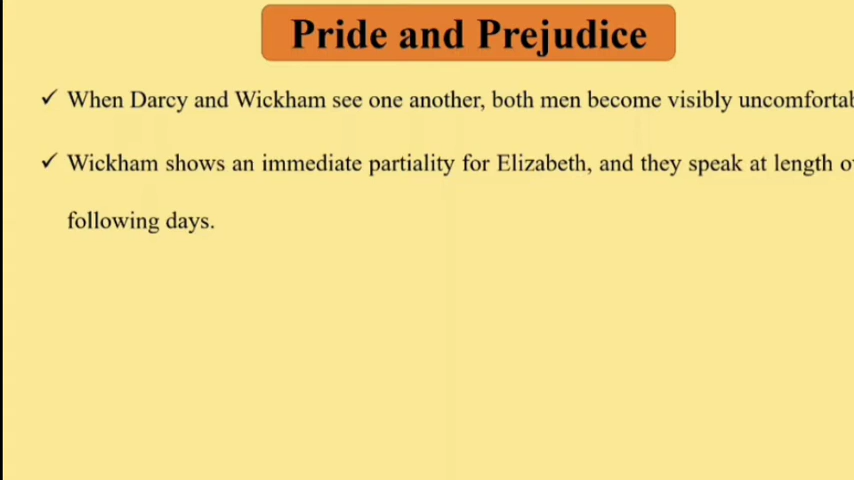 Pride and Prejudice
✓ When Darcy and Wickham see one another, both men become visibly
✓ Wickham shows an immediate partiality for Elizabeth, and they speak at length
following days.